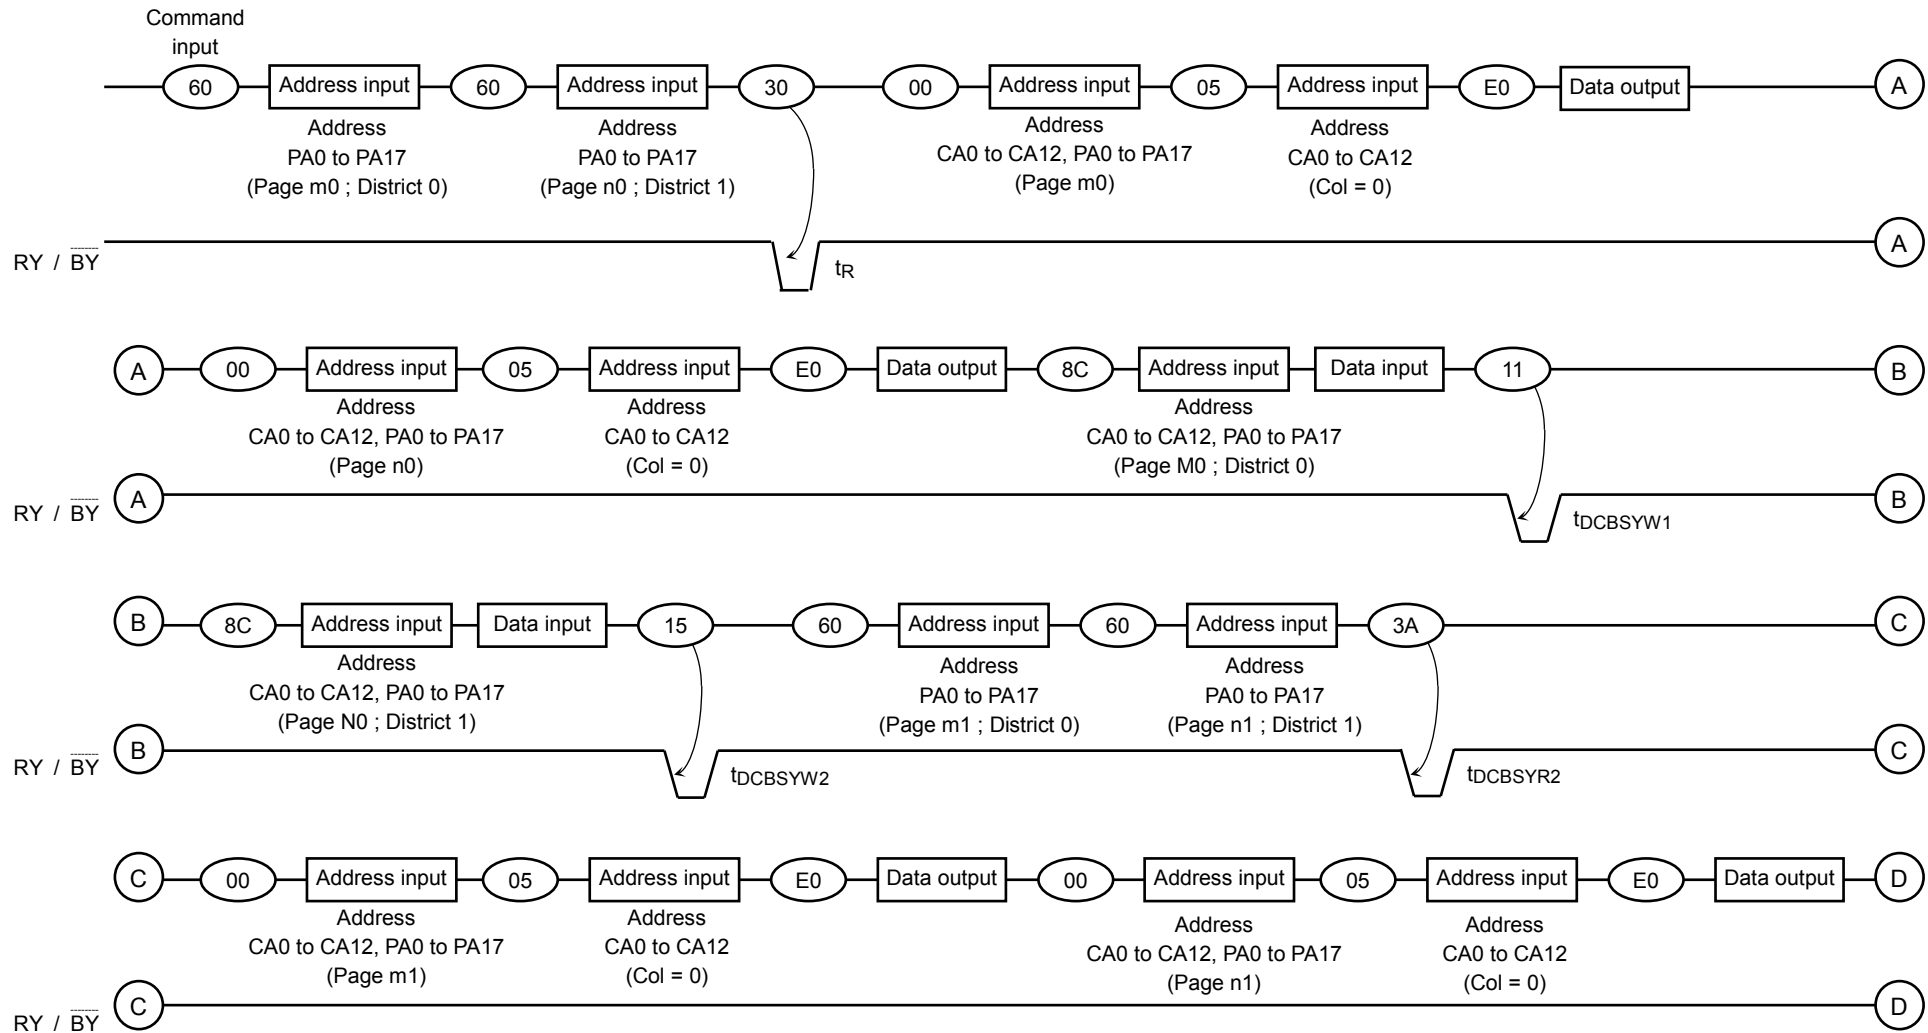 Command
input
60 Address input 60 Address input 30 00 Address input 05 Address input E0 Data output A
Address
PA0 to PA17
(Page m0 ; District 0)
Address
PA0 to PA17
(Page n0 ; District 1)
Address
CA0 to CA12, PA0 to PA17
(Page m0)
Address
CA0 to CA12
(Col = 0)
RY / BY tR A
A 00 Address input 05 Address input E0 Data output 8C Address input Data input 11 B
Address
CA0 to CA12, PA0 to PA17
(Page n0)
Address
CA0 to CA12
(Col = 0)
Address
CA0 to CA12, PA0 to PA17
(Page M0 ; District 0)
RY / BY A tDCBSYW1 B
B 8C Address input Data input 15 60 Address input 60 Address input 3A C
Address
CA0 to CA12, PA0 to PA17
(Page N0 ; District 1)
Address
PA0 to PA17
(Page m1 ; District 0)
Address
PA0 to PA17
(Page n1 ; District 1)
RY / BY B tDCBSYW2 tDCBSYR2 C
C 00 Address input 05 Address input E0 Data output 00 Address input 05 Address input E0 Data output D
Address
CA0 to CA12, PA0 to PA17
(Page m1)
Address
CA0 to CA12
(Col = 0)
Address
CA0 to CA12, PA0 to PA17
(Page n1)
Address
CA0 to CA12
(Col = 0)
RY / BY C D